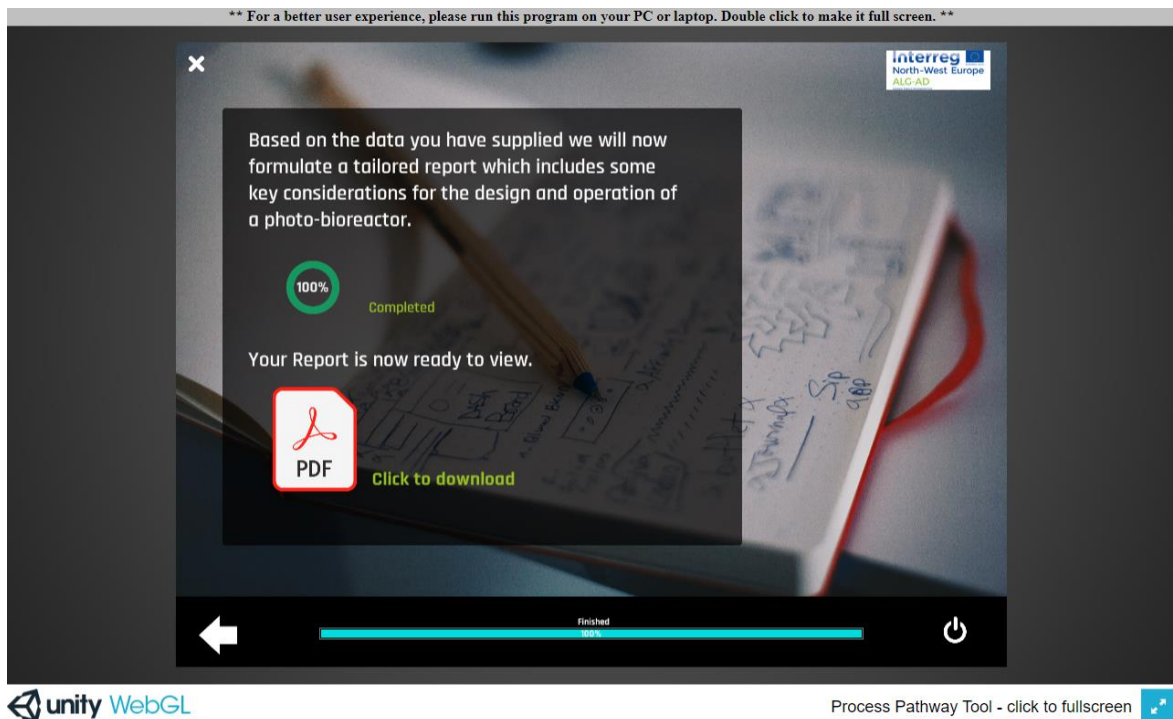 ** For a better user experience, please run this program on your PC or laptop. Double click to make it full screen. **
Interreg
North-West Europe
ALG-AD
Based on the data you have supplied we will now
formulate a tailored report which includes some
key considerations for the design and operation of
a photo-bioreactor.
100%
Completed
Your Report is now ready to view.
PDF
Click to download
Finished
100%
unity WebGL
Process Pathway Tool - click to fullscreen